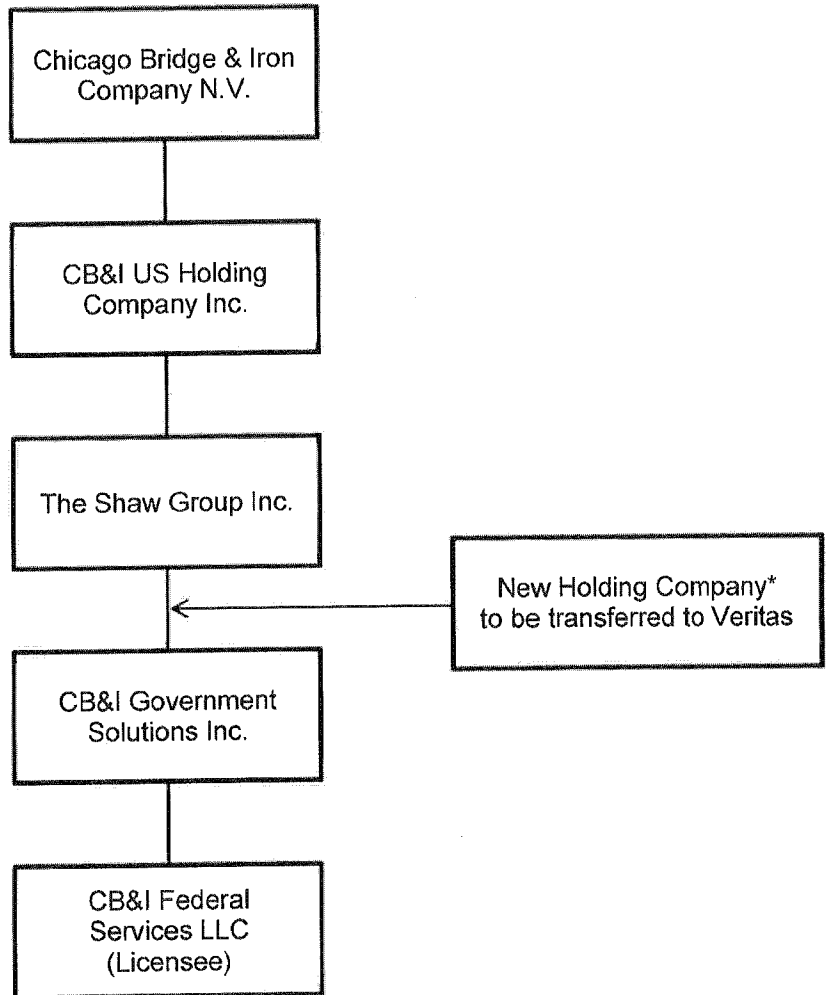 Chicago Bridge & Iron
Company N.V.
CB&I US Holding
Company Inc.
The Shaw Group Inc.
New Holding Company*
to be transferred to Veritas
CB&I Government
Solutions Inc.
CB&I Federal
Services LLC
(Licensee)